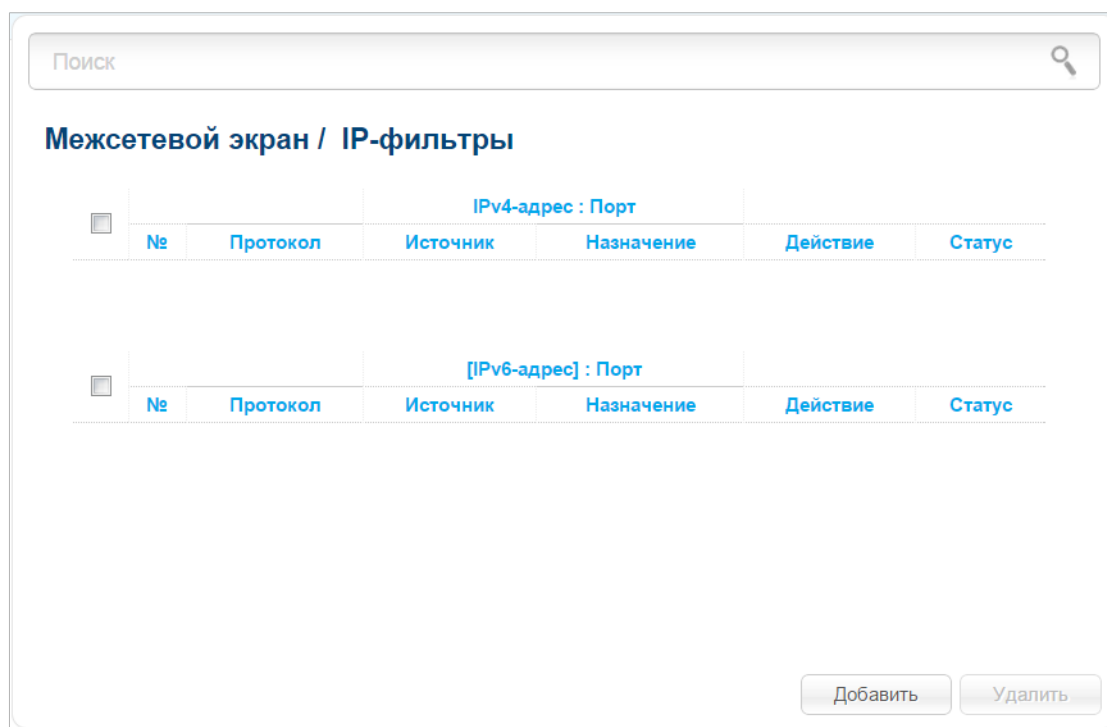 Поиск
Межсетевой экран / IP-фильтры
IPv4-адрес : Порт
№ Протокол Источник Назначение Действие Статус
[IPv6-адрес] : Порт
№ Протокол Источник Назначение Действие Статус
Добавить Удалить